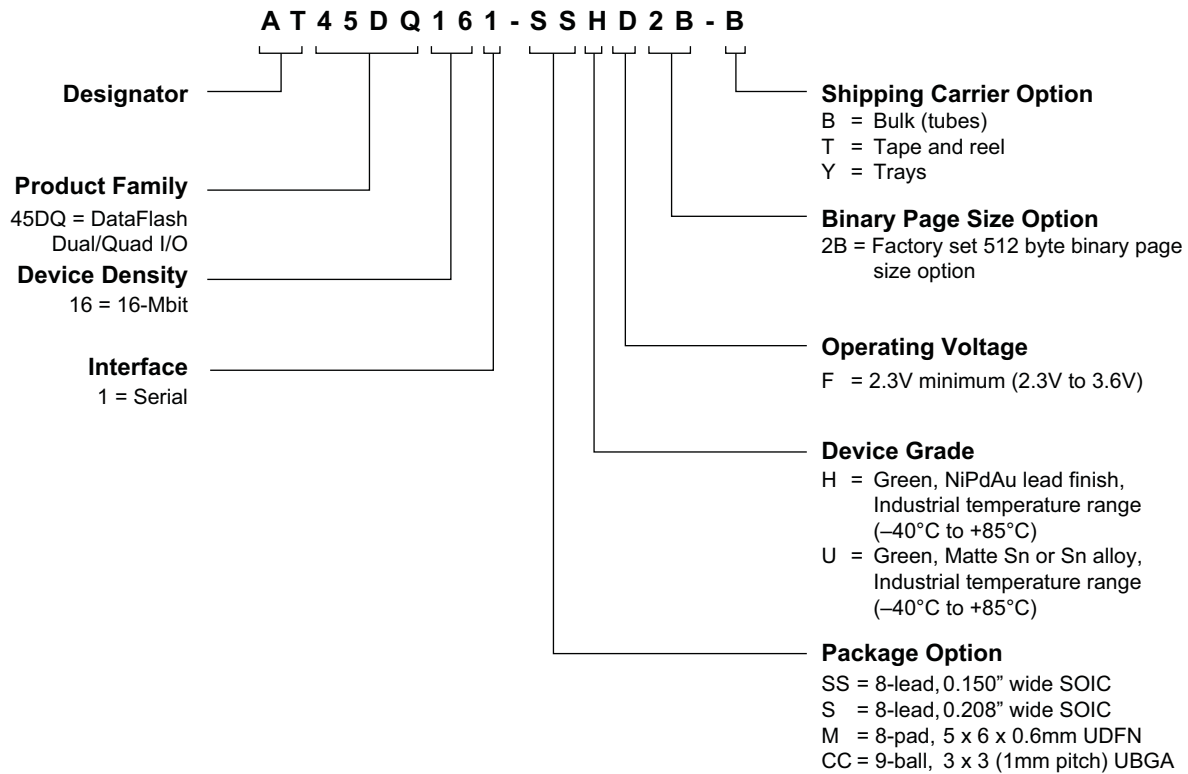 A T 4 5 D Q 1 6 1 - S S H D 2 B - B
Designator
Product Family
45DQ = DataFlash
Dual/Quad I/O
Device Density
16 = 16-Mbit
Interface
1 = Serial
Shipping Carrier Option
B = Bulk (tubes)
T = Tape and reel
Y = Trays
Binary Page Size Option
2B = Factory set 512 byte binary page
size option
Operating Voltage
F = 2.3V minimum (2.3V to 3.6V)
Device Grade
H = Green, NiPdAu lead finish,
Industrial temperature range
(–40°C to +85°C)
U = Green, Matte Sn or Sn alloy,
Industrial temperature range
(–40°C to +85°C)
Package Option
SS = 8-lead, 0.150” wide SOIC
S = 8-lead, 0.208” wide SOIC
M = 8-pad, 5 x 6 x 0.6mm UDFN
CC = 9-ball, 3 x 3 (1mm pitch) UBGA